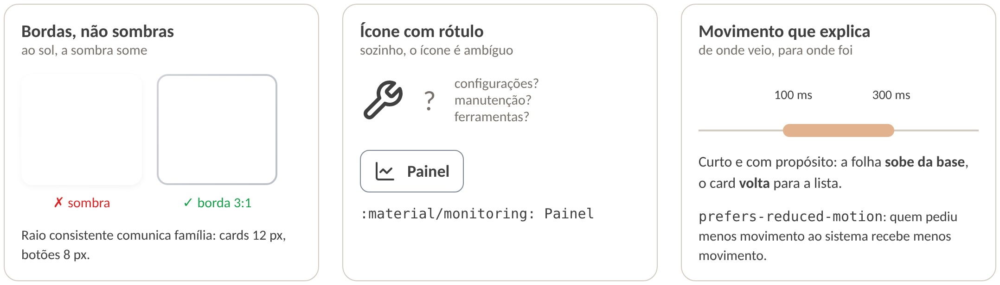 Bordas, não sombras
ao sol, a sombra some
✗ sombra
✓ borda 3:1
Raio consistente comunica família: cards 12 px,
botões 8 px.
Ícone com rótulo
sozinho, o ícone é ambíguo
?
configurações?
manutenção?
ferramentas?
Painel
:material/monitoring: Painel
Movimento que explica
de onde veio, para onde foi
100 ms
300 ms
Curto e com propósito: a folha sobe da base,
o card volta para a lista.
prefers-reduced-motion: quem pediu
menos movimento ao sistema recebe menos
movimento.